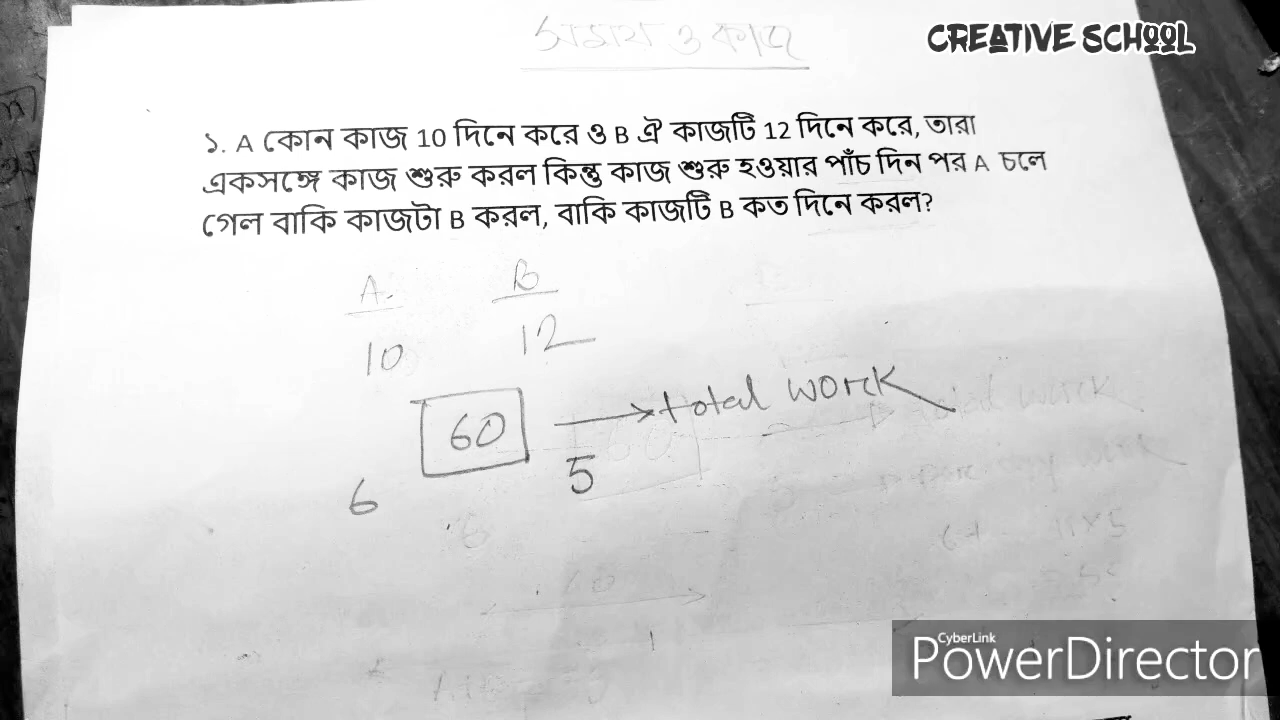 সময় ও কাজ
CREATIVE SCHOOL
১. A কোন কাজ 10 দিনে করে ও B ঐ কাজটি 12 দিনে করে, তারা
একসঙ্গে কাজ শুরু করল কিন্তু কাজ শুরু হওয়ার পাঁচ দিন পর A চলে
গেল বাকি কাজটা B করল, বাকি কাজটি B কত দিনে করল?
A. B
10 12
60 → total work
6 5
CyberLink
PowerDirector